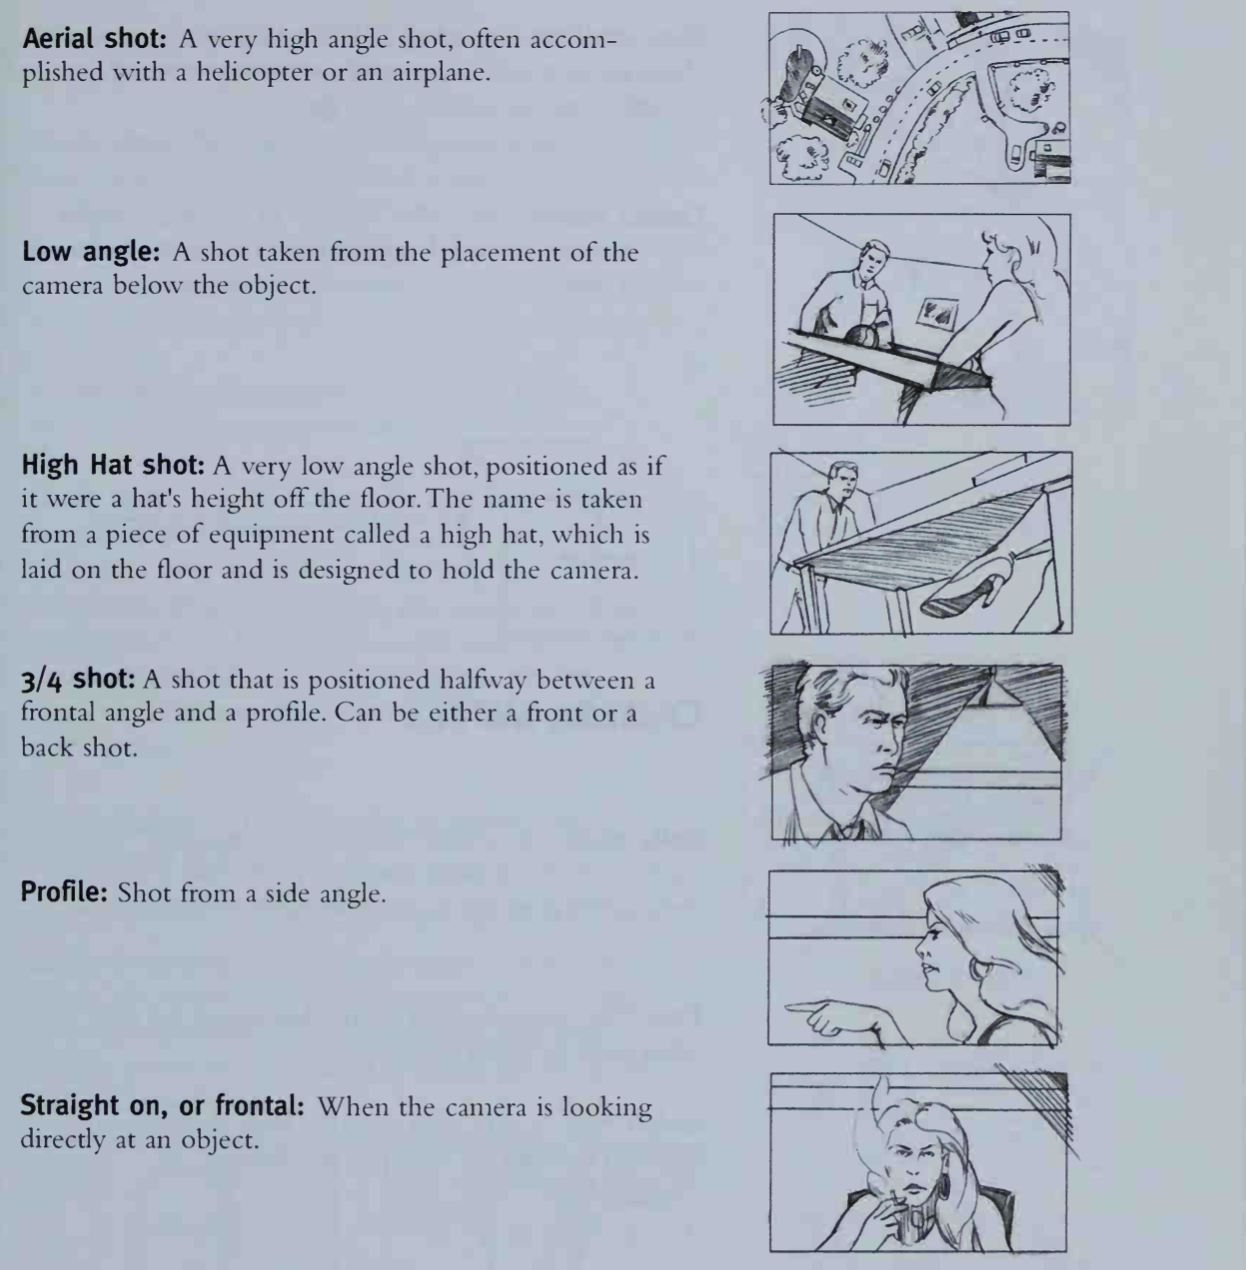 Aerial shot: A very high angle shot, often accom-
plished with a helicopter or an airplane.
Low angle: A shot taken from the placement of the
camera below the object.
High Hat shot: A very low angle shot, positioned as if
it were a hat's height off the floor. The name is taken
from a piece of equipment called a high hat, which is
laid on the floor and is designed to hold the camera.
3/4 shot: A shot that is positioned halfway between a
frontal angle and a profile. Can be either a front or a
back shot.
Profile: Shot from a side angle.
Straight on, or frontal: When the camera is looking
directly at an object.